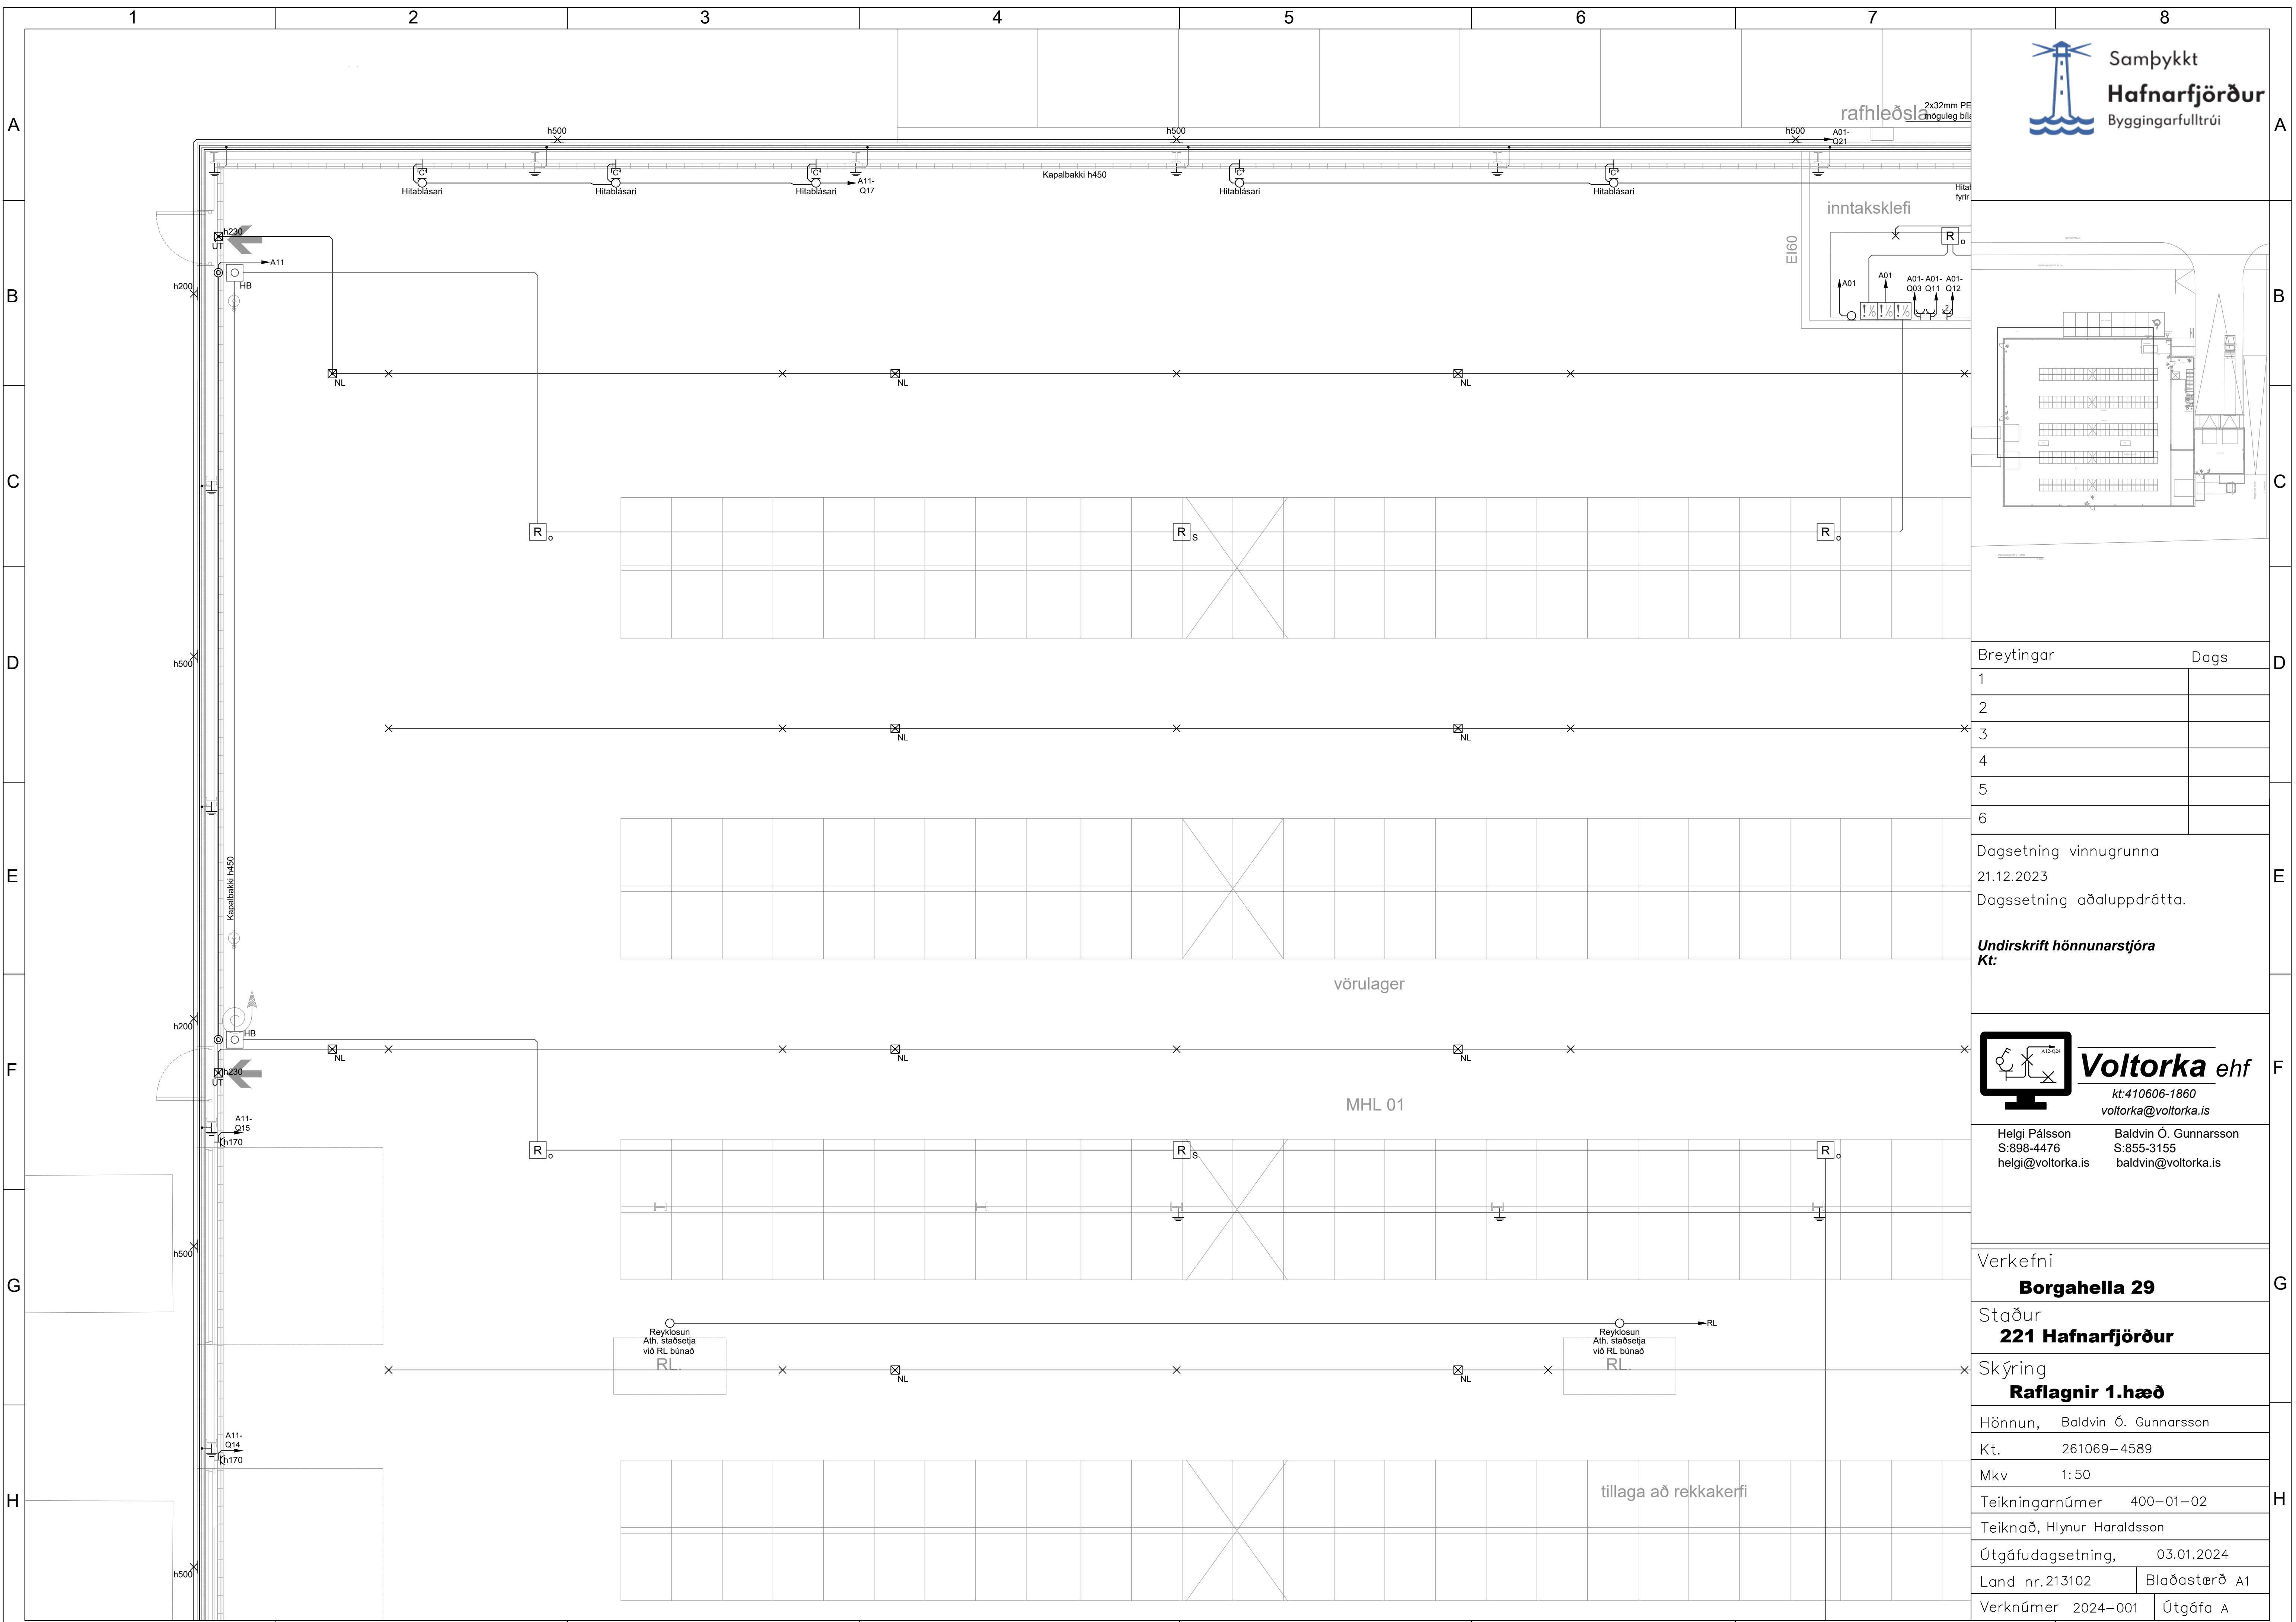 1 2 3 4 5 6 7 8
A
B
C
D
E
F
G
H
A
B
C
D
E
F
G
H
rafhleðsla
2x32mm PE
möguleg bíla
h500
h500
h500
A01-
Q21
Kapalbakki h450
Hitablásari
Hitablásari
Hitablásari
A11-
Q17
Hitablásari
Hitablásari
fyrir
inntaksklefi
EI60
R o
A01
A01
A01-
Q03
A01-
Q11
A01-
Q12
2
h230
ÚT
A11
HB
h200
NL
NL
NL
R o
R S
R o
h500
NL
NL
Kapalbakki h450
vörulager
h200
HB
NL
NL
NL
h230
ÚT
MHL 01
A11-
Q15
h170
R o
R S
R o
h500
Reyklosun
Ath. staðsetja
við RL búnað
RL.
Reyklosun
Ath. staðsetja
við RL búnað
RL.
RL
NL
NL
A11-
Q14
h170
tillaga að rekkakerfi
h500
Samþykkt
Hafnarfjörður
Byggingarfulltrúi
Breytingar Dags
1
2
3
4
5
6
Dagsetning vinnugrunna
21.12.2023
Dagssetning aðaluppdrátta.
Undirskrift hönnunarstjóra
Kt:
A12-Q24
Voltorka ehf
kt:410606-1860
voltorka@voltorka.is
Helgi Pálsson Baldvin Ó. Gunnarsson
S:898-4476 S:855-3155
helgi@voltorka.is baldvin@voltorka.is
Verkefni
Borgahella 29
Staður
221 Hafnarfjörður
Skýring
Raflagnir 1.hæð
Hönnun, Baldvin Ó. Gunnarsson
Kt. 261069-4589
Mkv 1:50
Teikningarnúmer 400-01-02
Teiknað, Hlynur Haraldsson
Útgáfudagsetning, 03.01.2024
Land nr. 213102 Blaðastærð A1
Verknúmer 2024-001 Útgáfa A